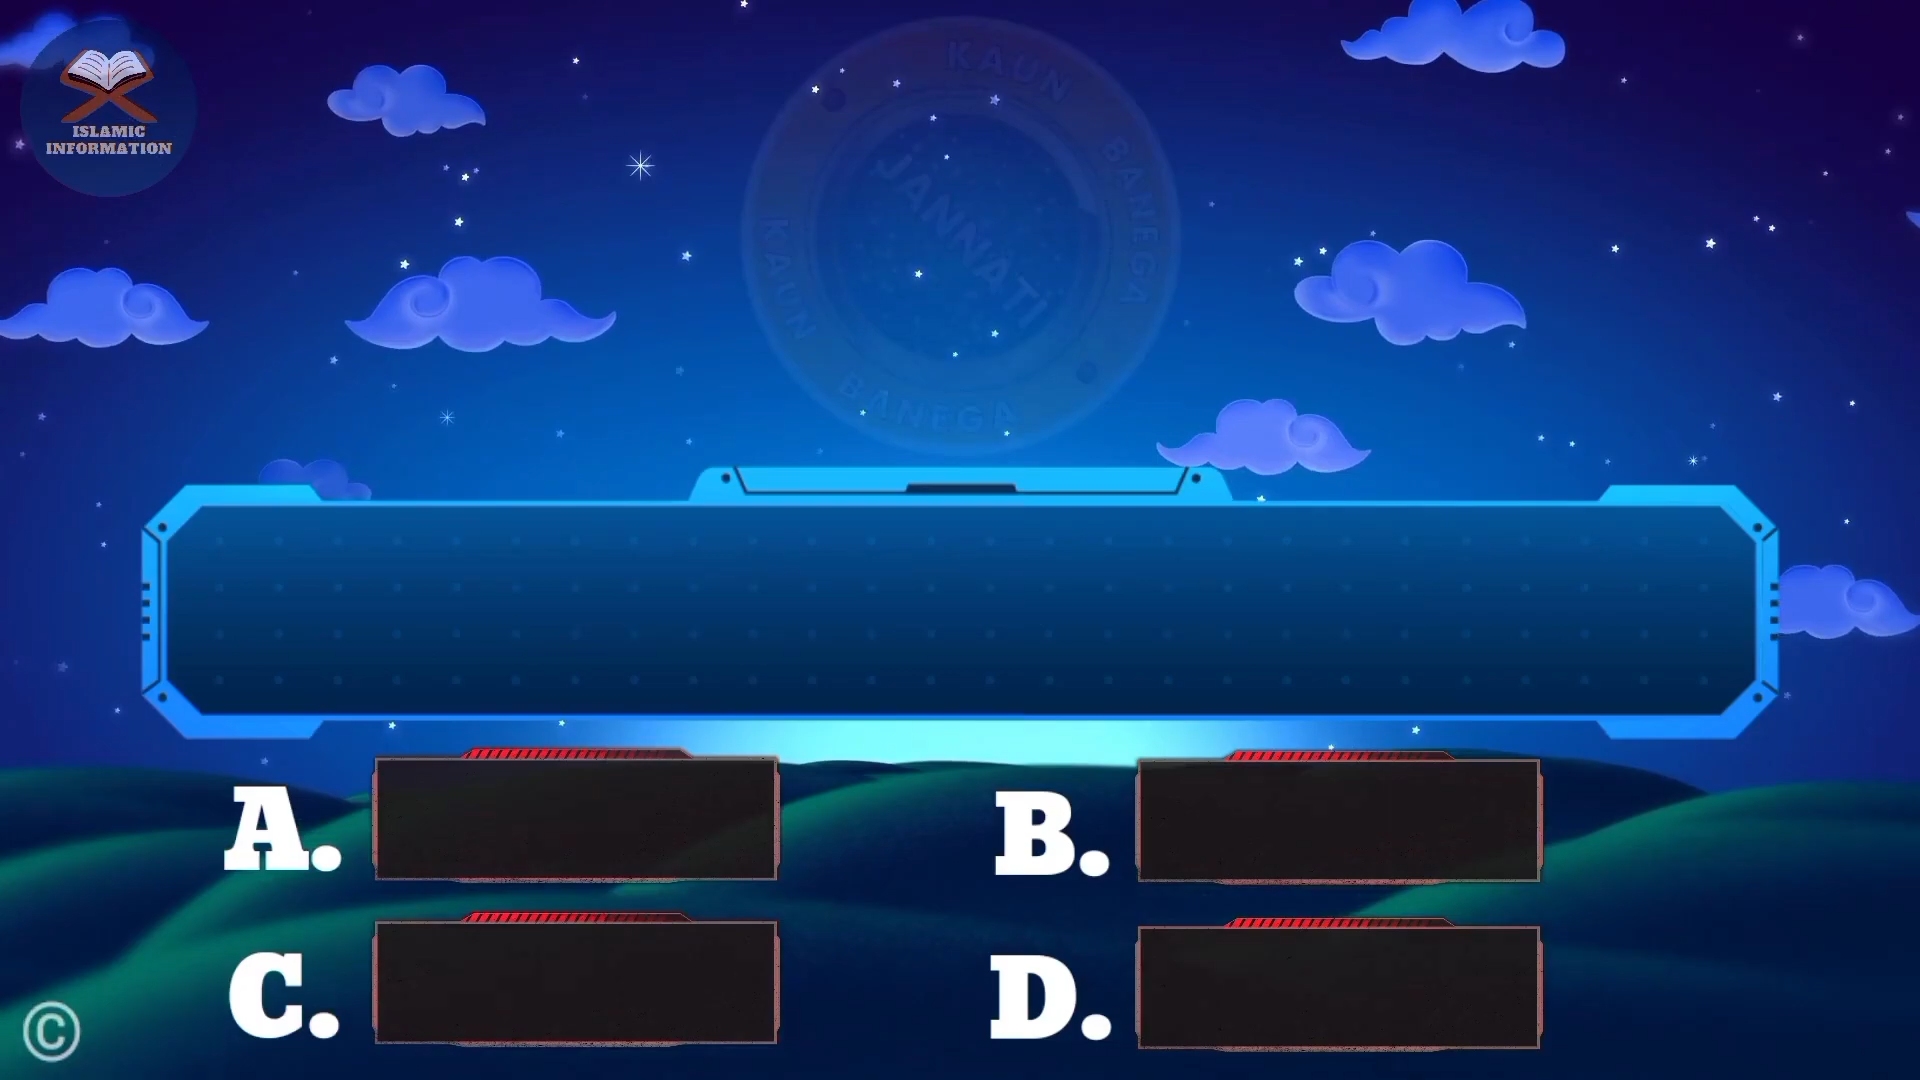 ISLAMIC
INFORMATION
KAUN
BANEGA
JANNATI
KAUN
BANEGA
A.
B.
C.
D.
©